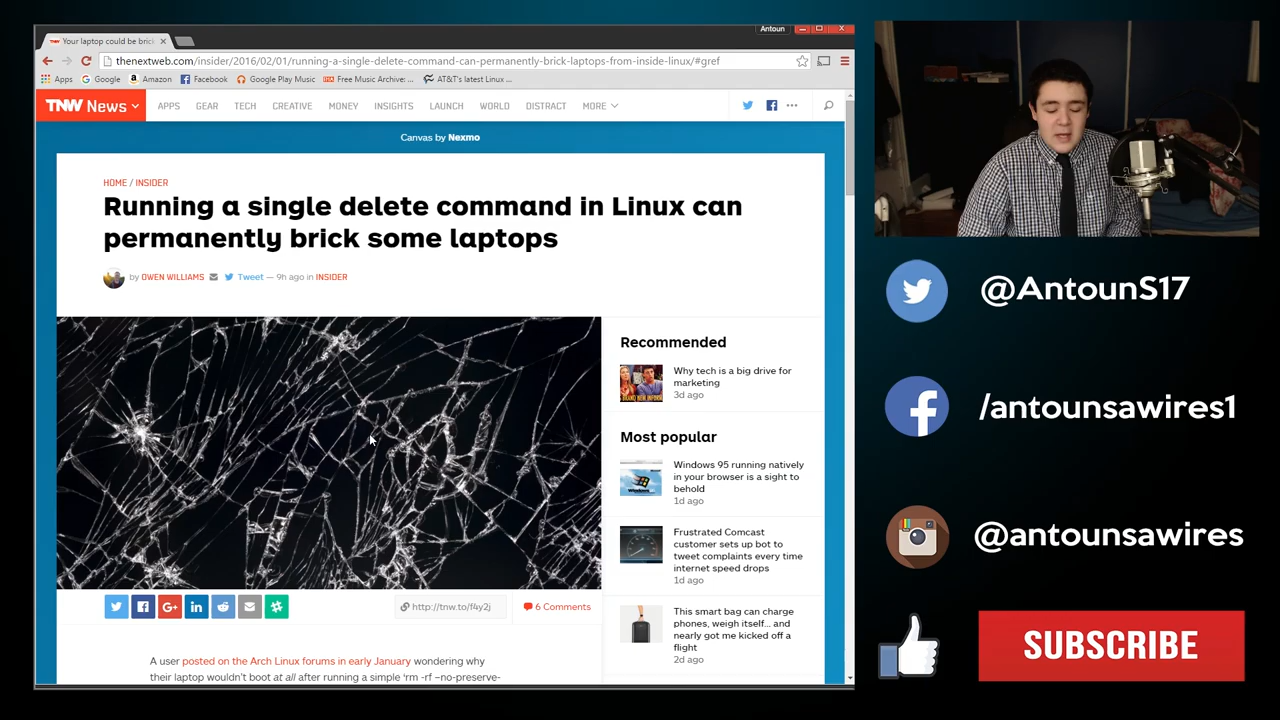 Antoun
TNW Your laptop could be brick
thenextweb.com/insider/2016/02/01/running-a-single-delete-command-can-permanently-brick-laptops-from-inside-linux/#gref
Apps Google Amazon Facebook Google Play Music Free Music Archive: ... AT&T's latest Linux ...
TNW News APPS GEAR TECH CREATIVE MONEY INSIGHTS LAUNCH WORLD DISTRACT MORE
Canvas by Nexmo
HOME / INSIDER
Running a single delete command in Linux can
permanently brick some laptops
by OWEN WILLIAMS Tweet — 9h ago in INSIDER
http://tnw.to/f4y2j 6 Comments
A user posted on the Arch Linux forums in early January wondering why
their laptop wouldn't boot at all after running a simple 'rm -rf –no-preserve-
Recommended
Why tech is a big drive for
marketing
3d ago
Most popular
Windows 95 running natively
in your browser is a sight to
behold
1d ago
Frustrated Comcast
customer sets up bot to
tweet complaints every time
internet speed drops
1d ago
This smart bag can charge
phones, weigh itself... and
nearly got me kicked off a
flight
2d ago
@AntounS17
/antounsawires1
@antounsawires
SUBSCRIBE